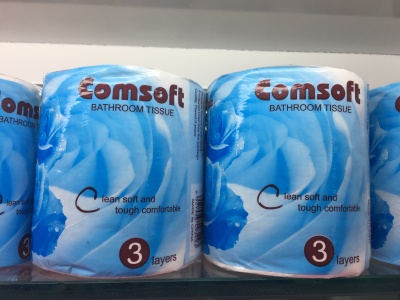 Comsoft
BATHROOM TISSUE
Clean soft and
tough comfortable
3
layers
Comsoft
BATHROOM TISSUE
Clean soft and
tough comfortable
3
layers